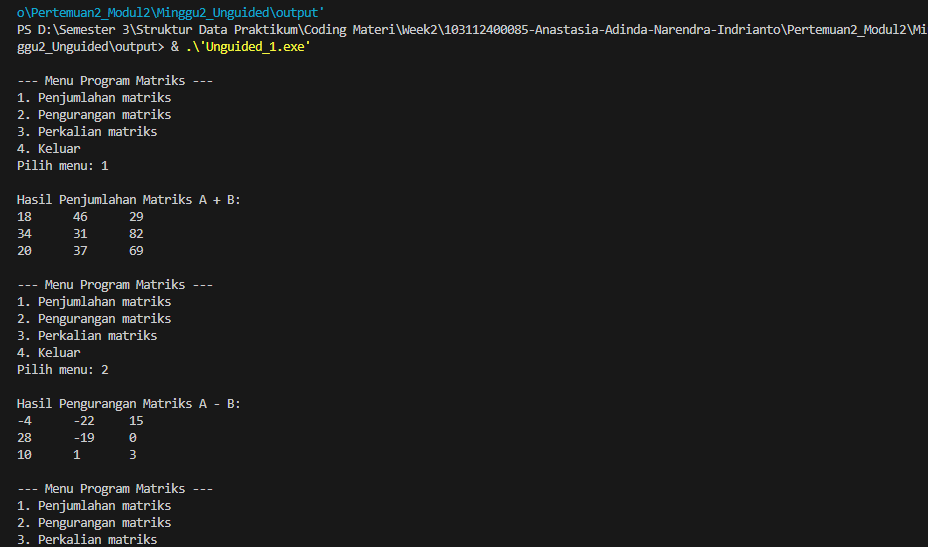 o\Pertemuan2_Modul2\Minggu2_Unguided\output'
PS D:\Semester 3\Struktur Data Praktikum\Coding Materi\Week2\103112400085-Anastasia-Adinda-Narendra-Indrianto\Pertemuan2_Modul2\Mi
ggu2_Unguided\output> & .\'Unguided_1.exe'
--- Menu Program Matriks ---
1. Penjumlahan matriks
2. Pengurangan matriks
3. Perkalian matriks
4. Keluar
Pilih menu: 1
Hasil Penjumlahan Matriks A + B:
18 46 29
34 31 82
20 37 69
--- Menu Program Matriks ---
1. Penjumlahan matriks
2. Pengurangan matriks
3. Perkalian matriks
4. Keluar
Pilih menu: 2
Hasil Pengurangan Matriks A - B:
-4 -22 15
28 -19 0
10 1 3
--- Menu Program Matriks ---
1. Penjumlahan matriks
2. Pengurangan matriks
3. Perkalian matriks